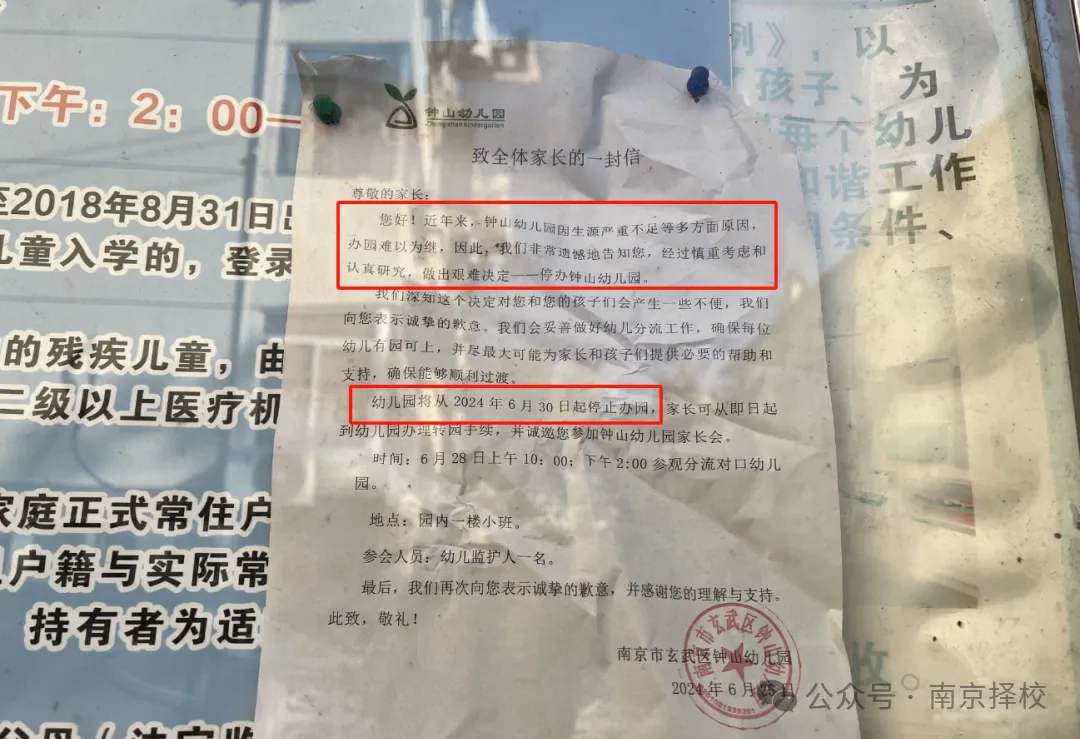 下午：2：00—
至2018年8月31日
儿童入学的，登录
的残疾儿童，由
二级以上医疗机
家庭正式常住户
户籍与实际常
持有者为适
钟山幼儿园
Zhongshan kindergarten
致全体家长的一封信
尊敬的家长：
您好！近年来，钟山幼儿园因生源严重不足等多方面原因，
办园难以为继，因此，我们非常遗憾地告知您，经过慎重考虑和
认真研究，做出艰难决定——停办钟山幼儿园。
我们深知这个决定对您和您的孩子们会产生一些不便，我们
向您表示诚挚的歉意。我们会妥善做好幼儿分流工作，确保每位
幼儿有园可上，并尽最大可能为家长和孩子们提供必要的帮助和
支持，确保能够顺利过渡。
幼儿园将从 2024 年 6 月 30 日起停止办园，家长可从即日起
到幼儿园办理转园手续，并诚邀您参加钟山幼儿园家长会。
时间：6 月 28 日上午 10：00；下午 2:00 参观分流对口幼儿
园。
地点：园内一楼小班。
参会人员：幼儿监护人一名。
最后，我们再次向您表示诚挚的歉意，并感谢您的理解与支持。
此致，敬礼！
南京市玄武区钟山幼儿园
2024 年 6 月 日
南京市玄武区钟山幼
例》，以
孩子、为
每个幼儿
和谐工作
条件、
收
公众号 · 南京择校